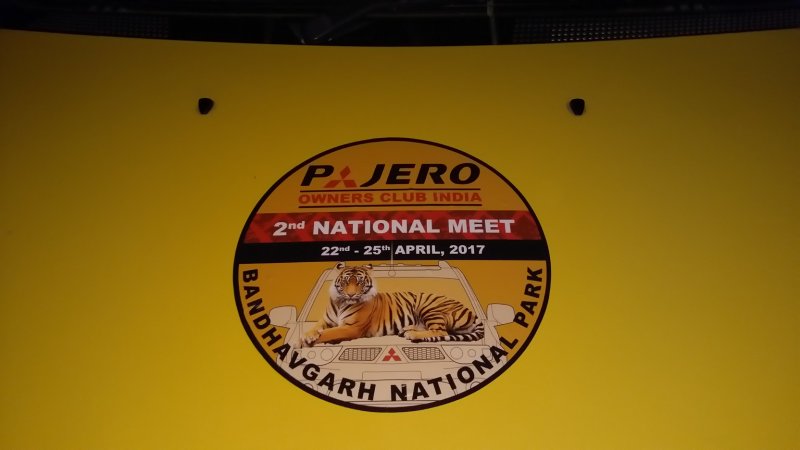 PAJERO
OWNERS CLUB INDIA
2nd NATIONAL MEET
22nd - 25th APRIL, 2017
BANDHAVGARH NATIONAL PARK